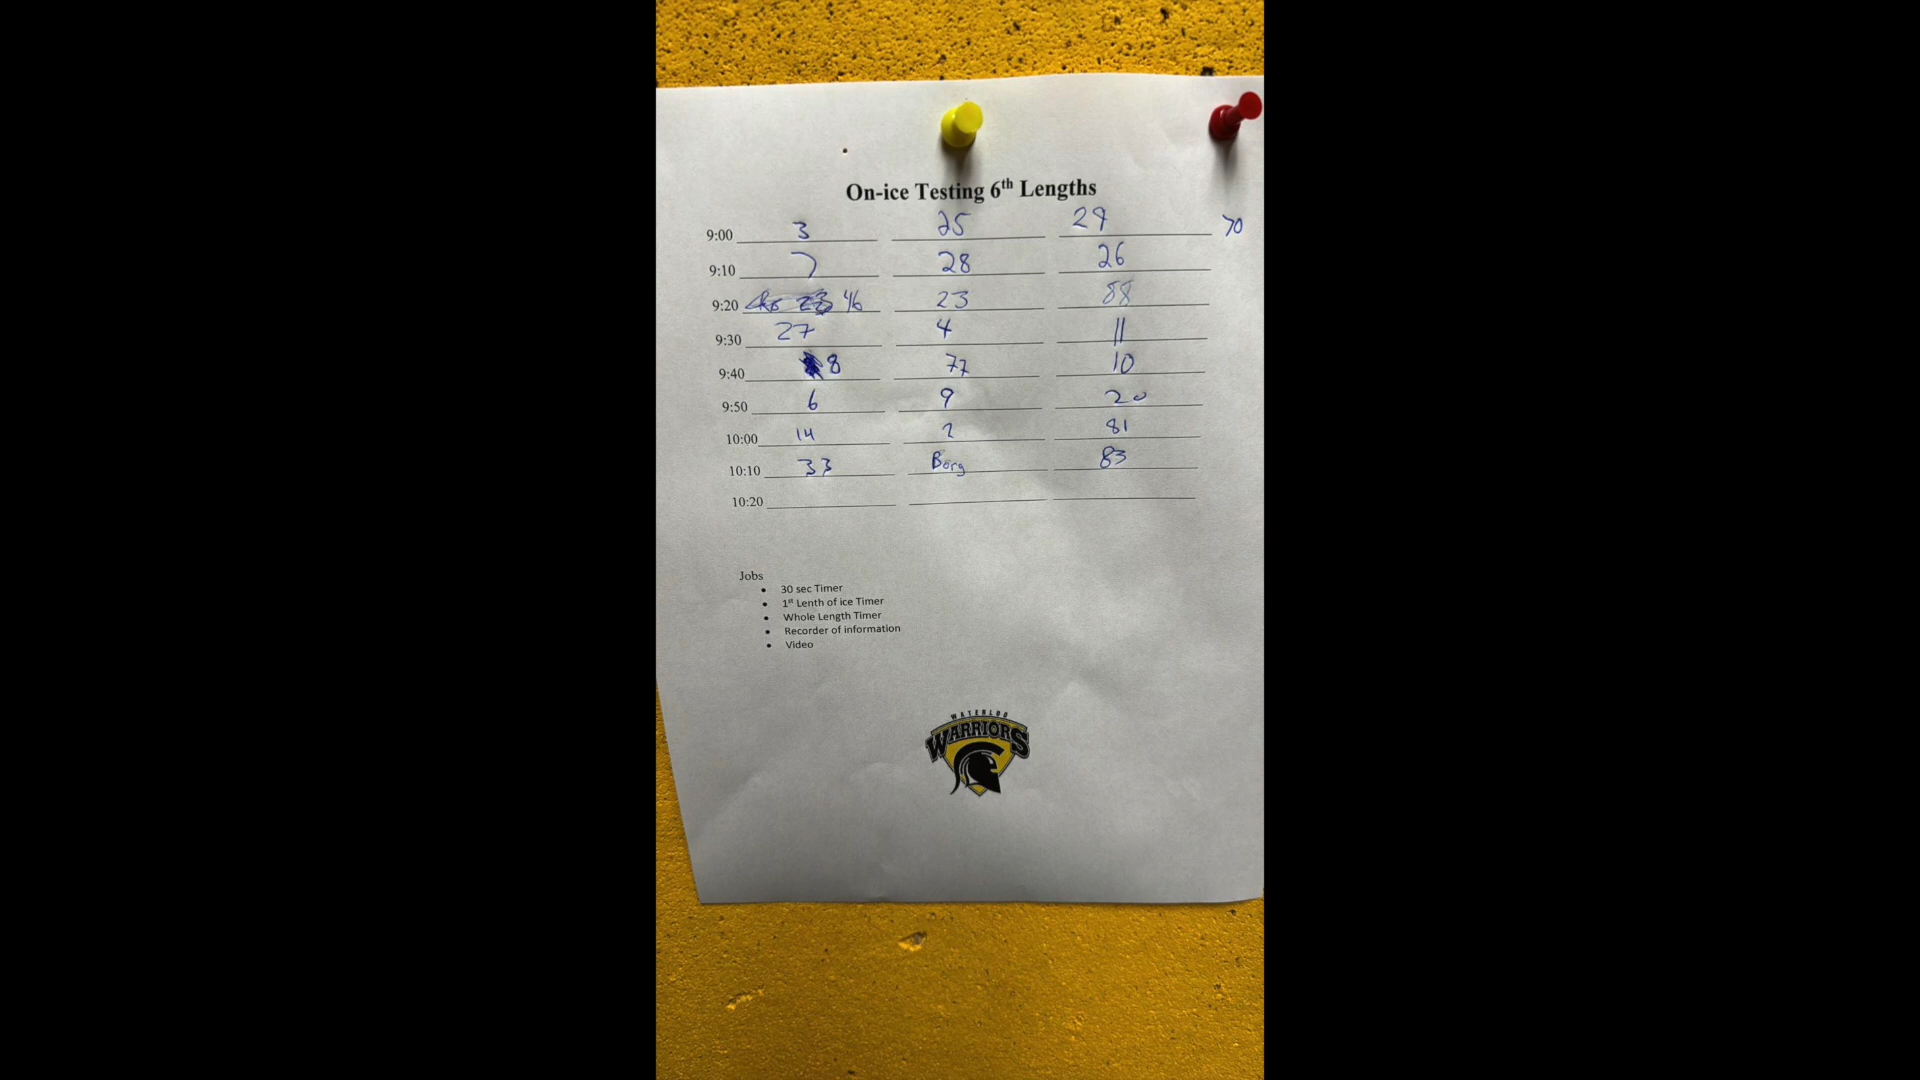 On-ice Testing 6th Lengths
9:00 3 25 29 70
9:10 7 28 26
9:20 46 23 88
9:30 27 4 11
9:40 8 77 10
9:50 6 9 20
10:00 14 2 81
10:10 33 Borg 83
10:20
Jobs
• 30 sec Timer
• 1st Lenth of ice Timer
• Whole Length Timer
• Recorder of information
• Video
WATERLOO
WARRIORS